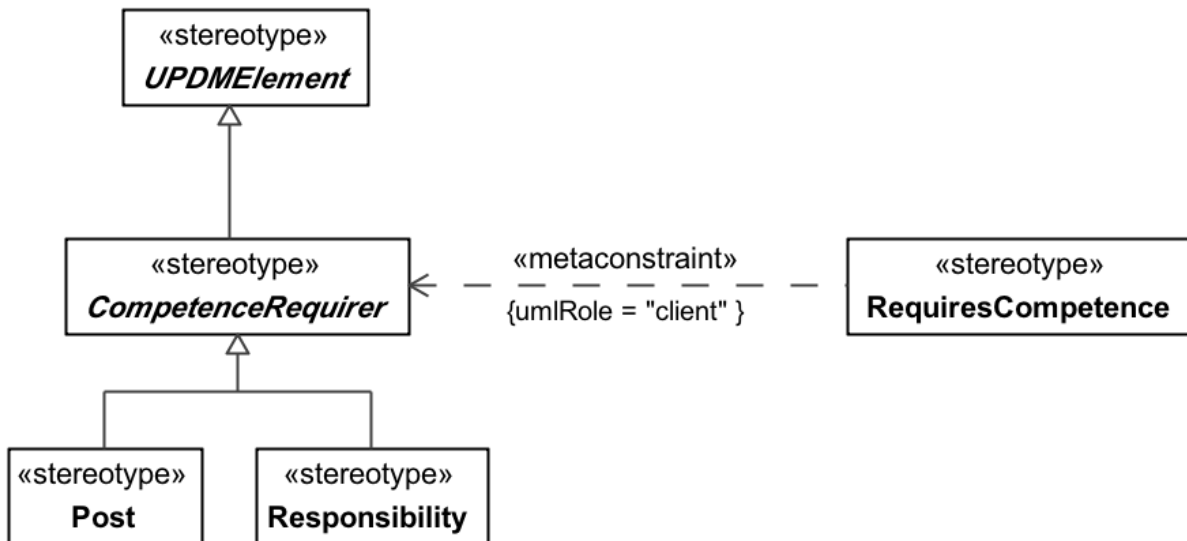 «stereotype»
UPDMElement
«stereotype»
CompetenceRequirer
«metaconstraint»
{umlRole = "client" }
«stereotype»
RequiresCompetence
«stereotype»
Post
«stereotype»
Responsibility